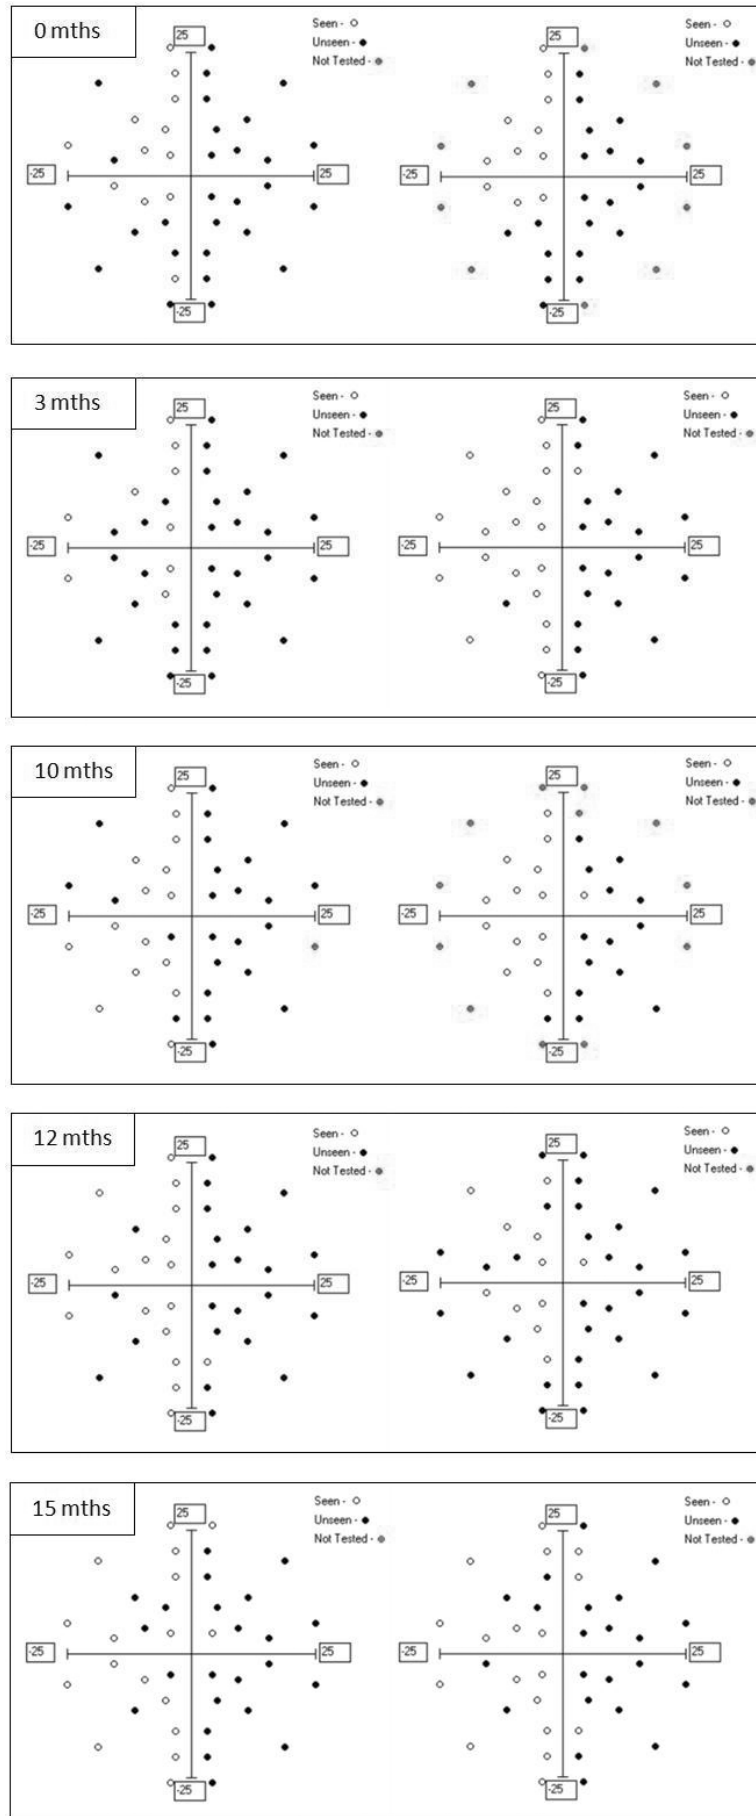 0 mths
25
Seen -
Unseen -
Not Tested -
-25
25
-25
25
Seen -
Unseen -
Not Tested -
-25
25
-25
3 mths
25
Seen -
Unseen -
Not Tested -
-25
25
-25
25
Seen -
Unseen -
Not Tested -
-25
25
-25
10 mths
25
Seen -
Unseen -
Not Tested -
-25
25
-25
25
Seen -
Unseen -
Not Tested -
-25
25
-25
12 mths
25
Seen -
Unseen -
Not Tested -
-25
25
-25
25
Seen -
Unseen -
Not Tested -
-25
25
-25
15 mths
25
Seen -
Unseen -
Not Tested -
-25
25
-25
25
Seen -
Unseen -
Not Tested -
-25
25
-25